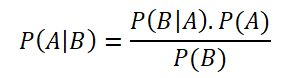 P(A|B) = P(B|A). P(A) / P(B)